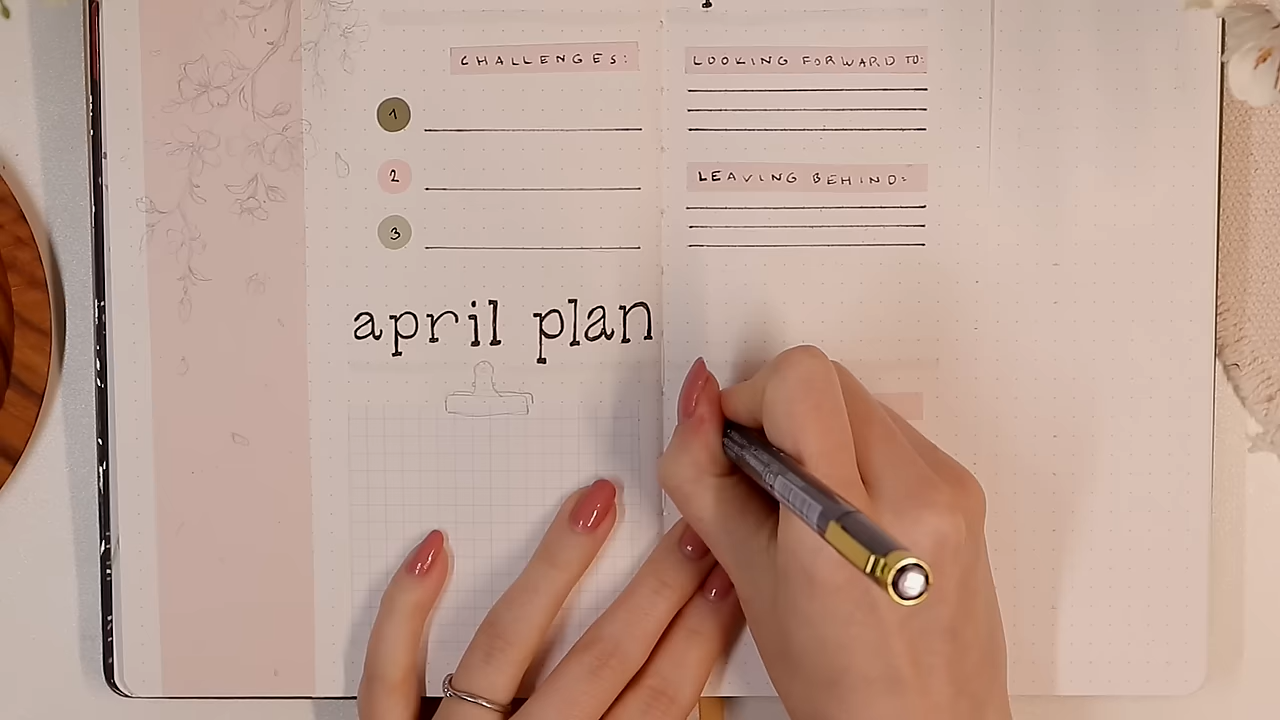 CHALLENGES:
1
2
3
LOOKING FORWARD TO:
LEAVING BEHIND:
april plan